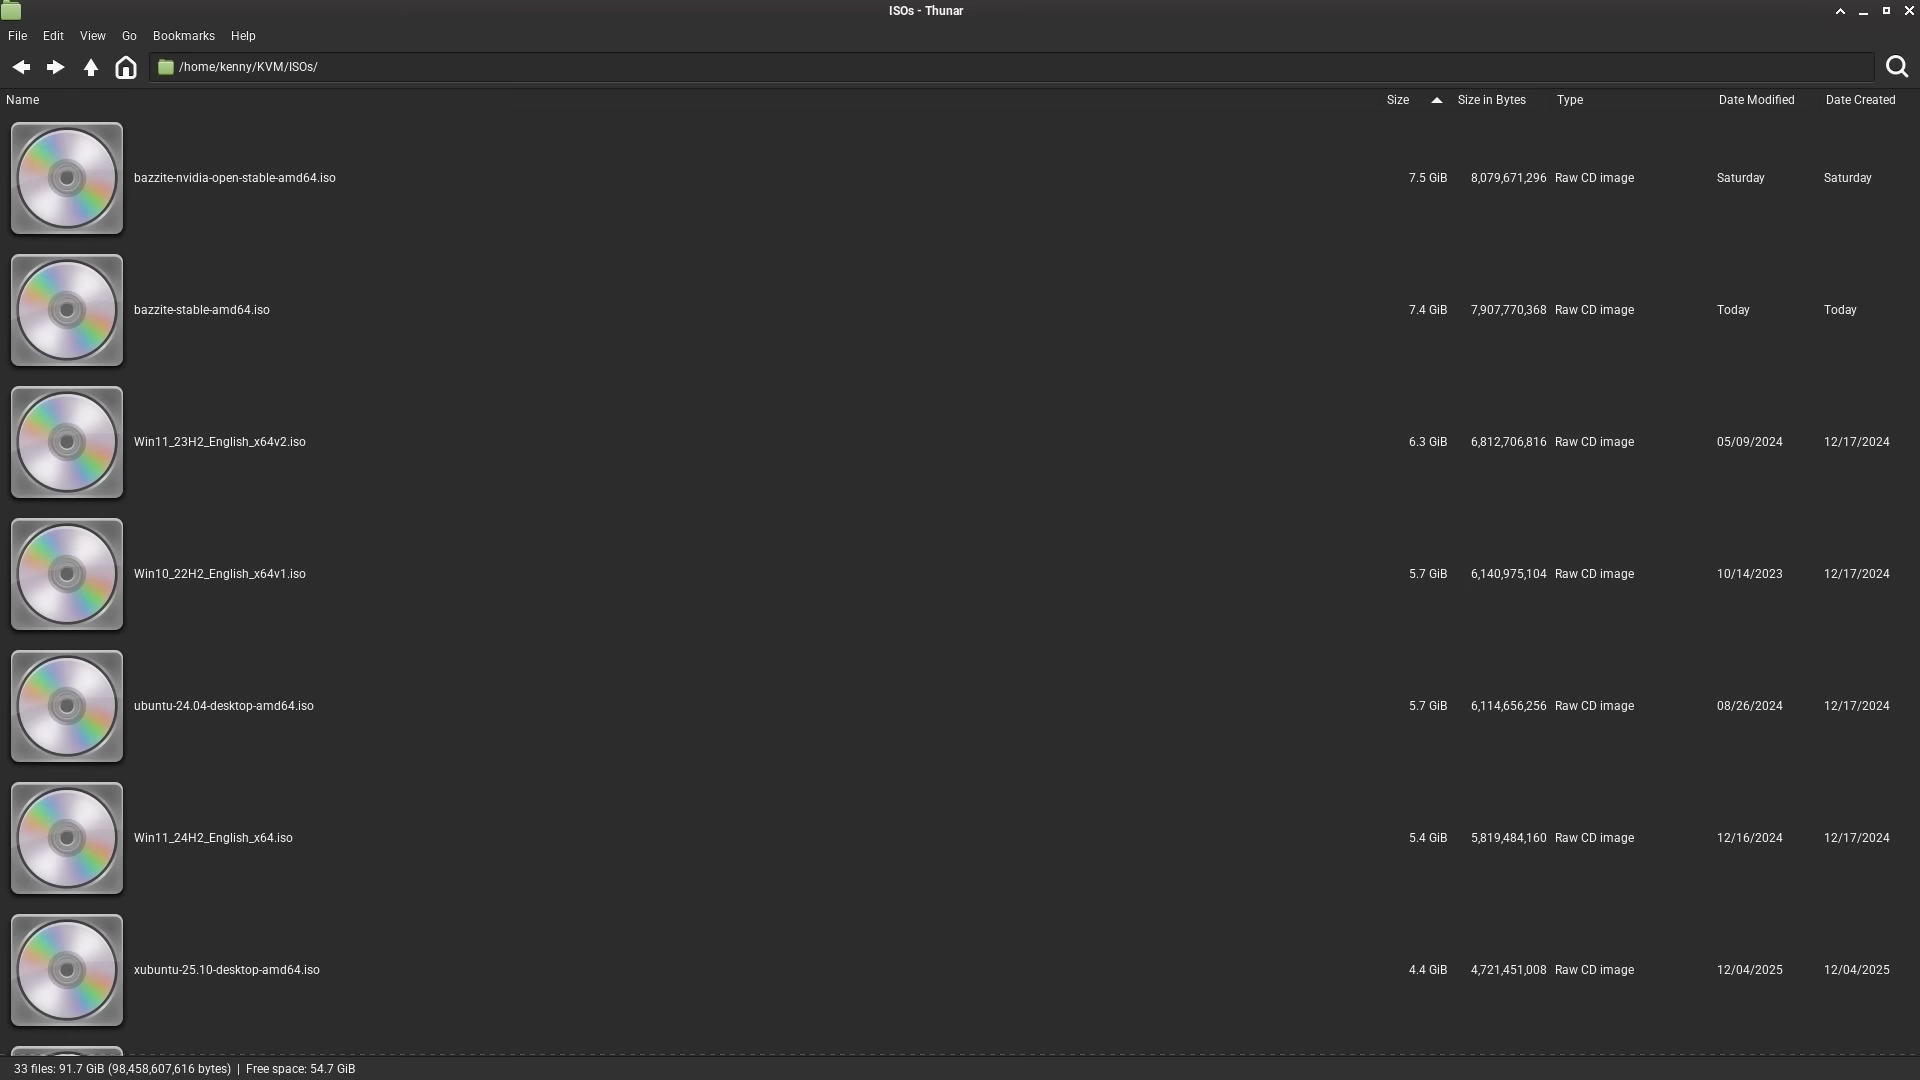 ISOs - Thunar
File Edit View Go Bookmarks Help
/home/kenny/KVM/ISOs/
Name Size Size in Bytes Type Date Modified Date Created
bazzite-nvidia-open-stable-amd64.iso 7.5 GiB 8,079,671,296 Raw CD image Saturday Saturday
bazzite-stable-amd64.iso 7.4 GiB 7,907,770,368 Raw CD image Today Today
Win11_23H2_English_x64v2.iso 6.3 GiB 6,812,706,816 Raw CD image 05/09/2024 12/17/2024
Win10_22H2_English_x64v1.iso 5.7 GiB 6,140,975,104 Raw CD image 10/14/2023 12/17/2024
ubuntu-24.04-desktop-amd64.iso 5.7 GiB 6,114,656,256 Raw CD image 08/26/2024 12/17/2024
Win11_24H2_English_x64.iso 5.4 GiB 5,819,484,160 Raw CD image 12/16/2024 12/17/2024
xubuntu-25.10-desktop-amd64.iso 4.4 GiB 4,721,451,008 Raw CD image 12/04/2025 12/04/2025
33 files: 91.7 GiB (98,458,607,616 bytes) | Free space: 54.7 GiB